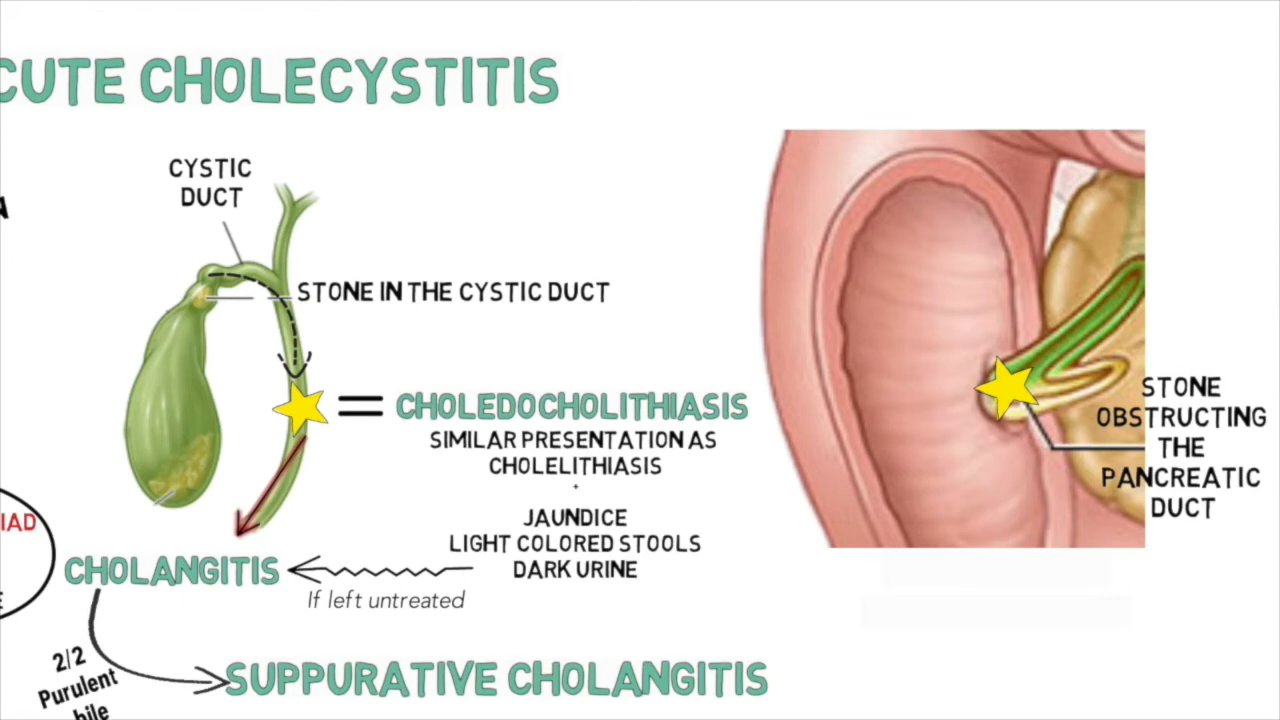 CUTE CHOLECYSTITIS
CYSTIC
DUCT
A
STONE IN THE CYSTIC DUCT
= CHOLEDOCHOLITHIASIS
SIMILAR PRESENTATION AS
CHOLELITHIASIS
+
JAUNDICE
LIGHT COLORED STOOLS
DARK URINE
STONE
OBSTRUCTING
THE
PANCREATIC
DUCT
IAD
E
CHOLANGITIS
If left untreated
2/2
Purulent
bile
SUPPURATIVE CHOLANGITIS